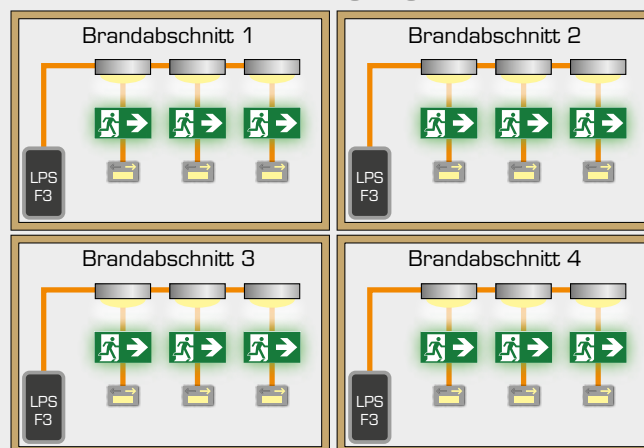 Brandabschnitt 1
LPS
F3
Brandabschnitt 2
LPS
F3
Brandabschnitt 3
LPS
F3
Brandabschnitt 4
LPS
F3